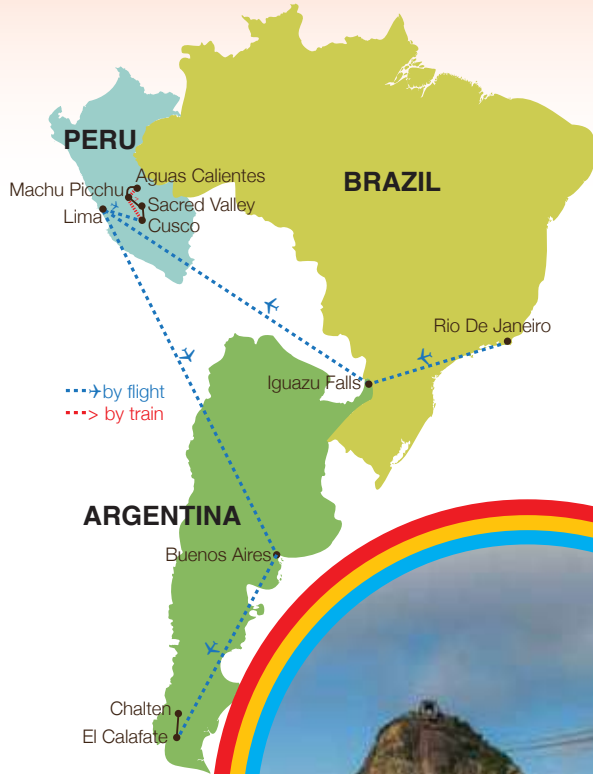 PERU
Aguas Calientes
Machu Picchu
Sacred Valley
Lima
Cusco
BRAZIL
Rio De Janeiro
Iguazu Falls
by flight
> by train
ARGENTINA
Buenos Aires
Chalten
El Calafate